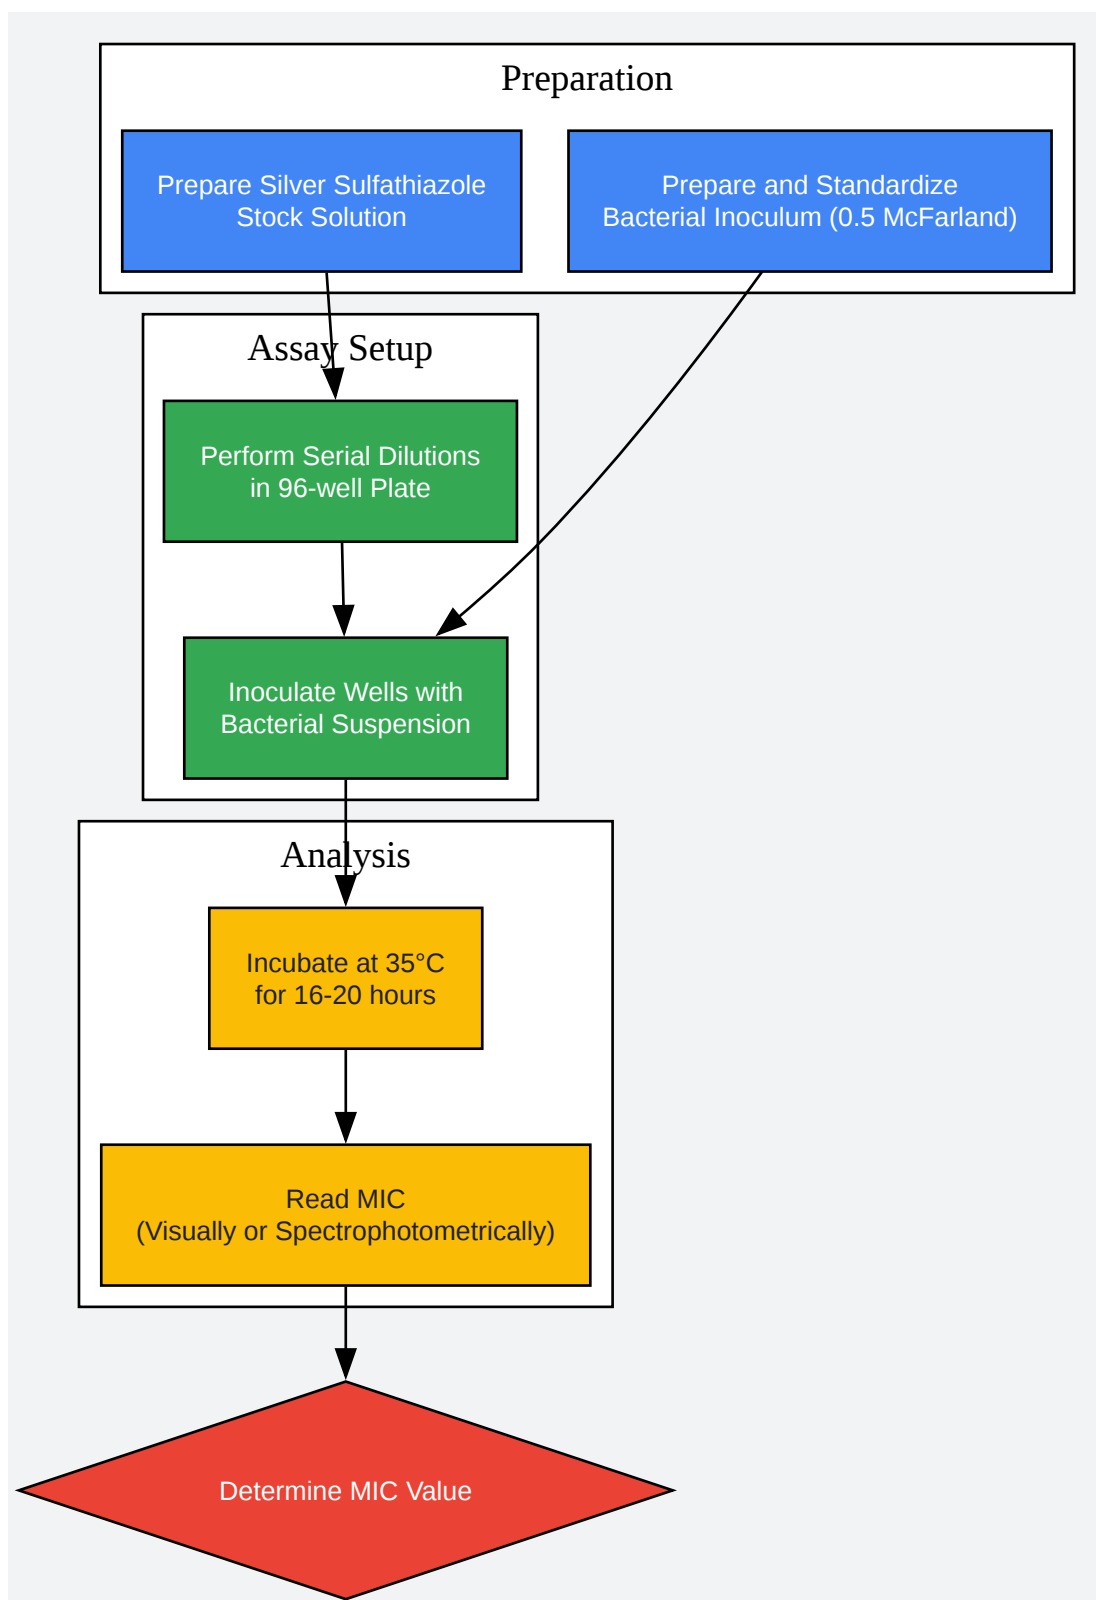 Preparation
Prepare Silver Sulfathiazole
Stock Solution
Prepare and Standardize
Bacterial Inoculum (0.5 McFarland)
Assay Setup
Perform Serial Dilutions
in 96-well Plate
Inoculate Wells with
Bacterial Suspension
Analysis
Incubate at 35°C
for 16-20 hours
Read MIC
(Visually or Spectrophotometrically)
Determine MIC Value